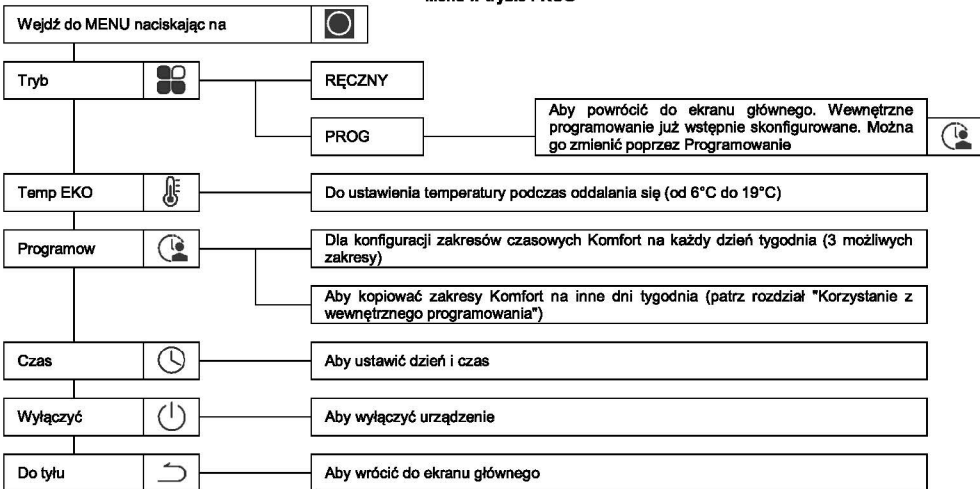 Wejdź do MENU naciskając na
Tryb
RĘCZNY
PROG
Aby powrócić do ekranu głównego. Wewnętrzne
programowanie już wstępnie skonfigurowane. Można
go zmienić poprzez Programowanie
Temp EKO
Do ustawienia temperatury podczas oddalania się (od 6°C do 19°C)
Programow
Dla konfiguracji zakresów czasowych Komfort na każdy dzień tygodnia (3 możliwych
zakresy)
Aby kopiować zakresy Komfort na inne dni tygodnia (patrz rozdział "Korzystanie z
wewnętrznego programowania")
Czas
Aby ustawić dzień i czas
Wyłączyć
Aby wyłączyć urządzenie
Do tyłu
Aby wrócić do ekranu głównego